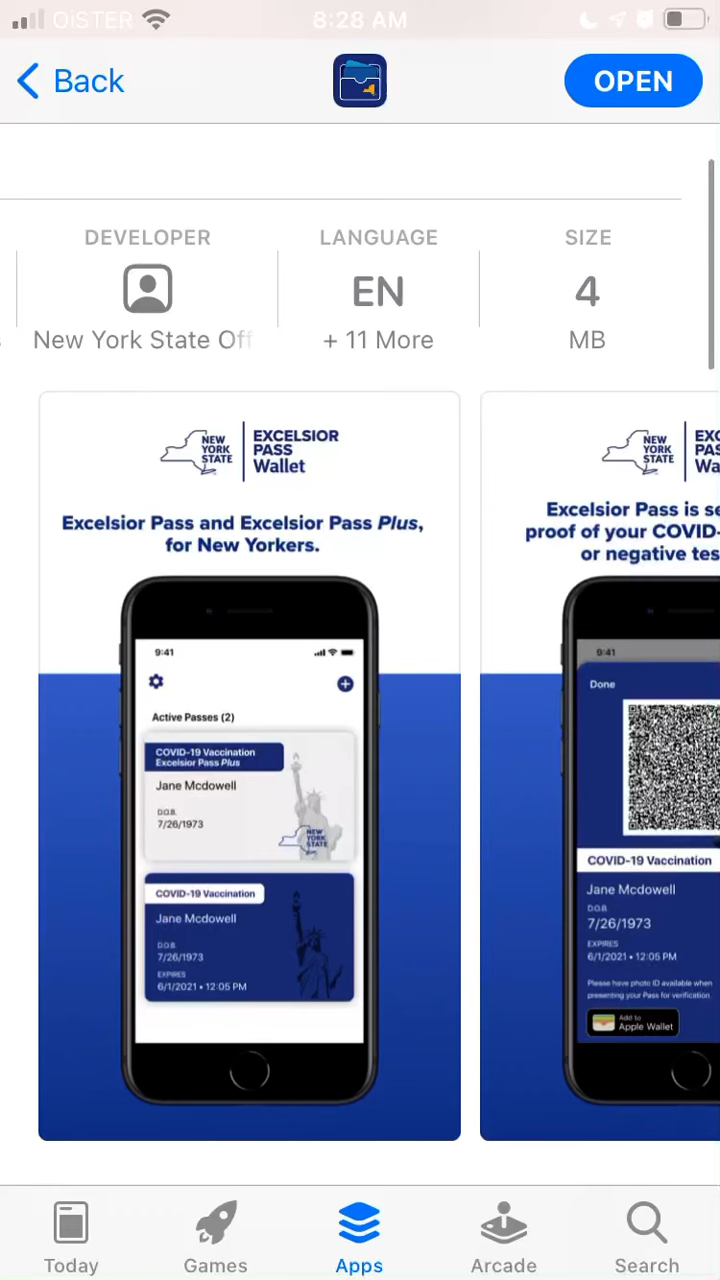 OiSTER
8:28 AM
Back
OPEN
DEVELOPER
New York State Off
LANGUAGE
EN
+ 11 More
SIZE
4
MB
NEW
YORK
STATE
EXCELSIOR
PASS
Wallet
Excelsior Pass and Excelsior Pass Plus,
for New Yorkers.
9:41
Active Passes (2)
COVID-19 Vaccination
Excelsior Pass Plus
Jane Mcdowell
D.O.B.
7/26/1973
NEW
YORK
STATE
COVID-19 Vaccination
Jane Mcdowell
D.O.B.
7/26/1973
EXPIRES
6/1/2021 • 12:05 PM
NEW
YORK
STATE
EXC
PAS
Wa
Excelsior Pass is se
proof of your COVID-
or negative tes
9:41
Done
COVID-19 Vaccination
Jane Mcdowell
D.O.B.
7/26/1973
EXPIRES
6/1/2021 • 12:05 PM
Please have photo ID available when
presenting your Pass for verification.
Add to
Apple Wallet
Today
Games
Apps
Arcade
Search